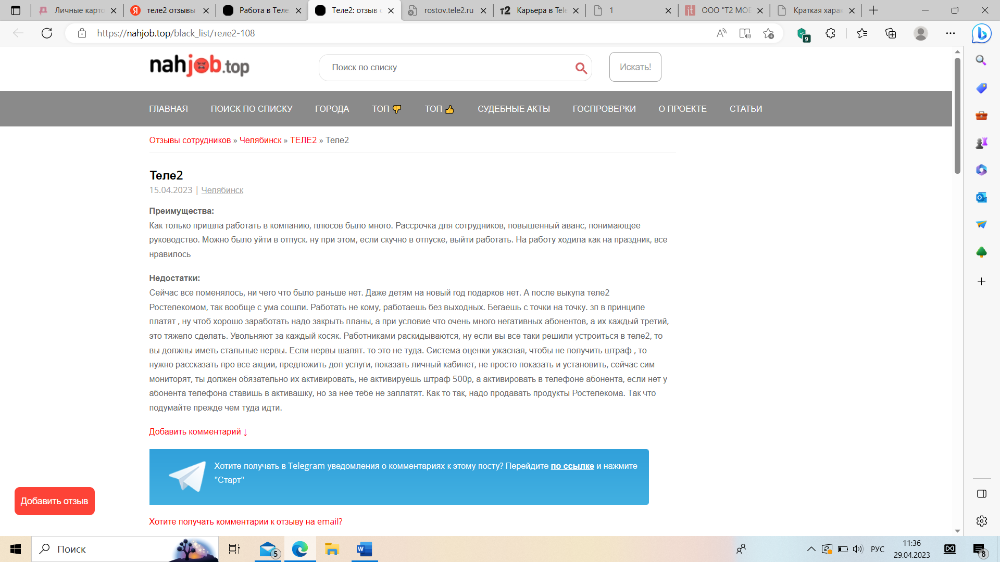 Личные карто
теле2 отзывы
Работа в Теле
Теле2: отзыв с
rostov.tele2.ru
т2 Карьера в Tele
1
jt ООО "Т2 МОБ
Краткая харак
https://nahjob.top/black_list/теле2-108
9
nahjob.top
Поиск по списку
Искать!
ГЛАВНАЯ
ПОИСК ПО СПИСКУ
ГОРОДА
ТОП 👎
ТОП 👍
СУДЕБНЫЕ АКТЫ
ГОСПРОВЕРКИ
О ПРОЕКТЕ
СТАТЬИ
Отзывы сотрудников » Челябинск » ТЕЛЕ2 » Теле2
Теле2
15.04.2023 | Челябинск
Преимущества:
Как только пришла работать в компанию, плюсов было много. Рассрочка для сотрудников, повышенный аванс, понимающее
руководство. Можно было уйти в отпуск. ну при этом, если скучно в отпуске, выйти работать. На работу ходила как на праздник, все
нравилось
Недостатки:
Сейчас все поменялось, ни чего что было раньше нет. Даже детям на новый год подарков нет. А после выкупа теле2
Ростелекомом, так вообще с ума сошли. Работать не кому, работаешь без выходных. Бегаешь с точки на точку. зп в принципе
платят , ну чтоб хорошо заработать надо закрыть планы, а при условие что очень много негативных абонентов, а их каждый третий,
это тяжело сделать. Увольняют за каждый косяк. Работниками раскидываются, ну если вы все таки решили устроиться в теле2, то
вы должны иметь стальные нервы. Если нервы шалят. то это не туда. Система оценки ужасная, чтобы не получить штраф , то
нужно рассказать про все акции, предложить доп услуги, показать личный кабинет, не просто показать и установить, сейчас сим
мониторят, ты должен обязательно их активировать, не активируешь штраф 500р, а активировать в телефоне абонента, если нет у
абонента телефона ставишь в активашку, но за нее тебе не заплатят. Как то так, надо продавать продукты Ростелекома. Так что
подумайте прежде чем туда идти.
Добавить комментарий ↓
Хотите получать в Telegram уведомления о комментариях к этому посту? Перейдите по ссылке и нажмите
"Старт"
Добавить отзыв
Хотите получать комментарии к отзыву на email?
Поиск
5
РУС
11:36
29.04.2023
8